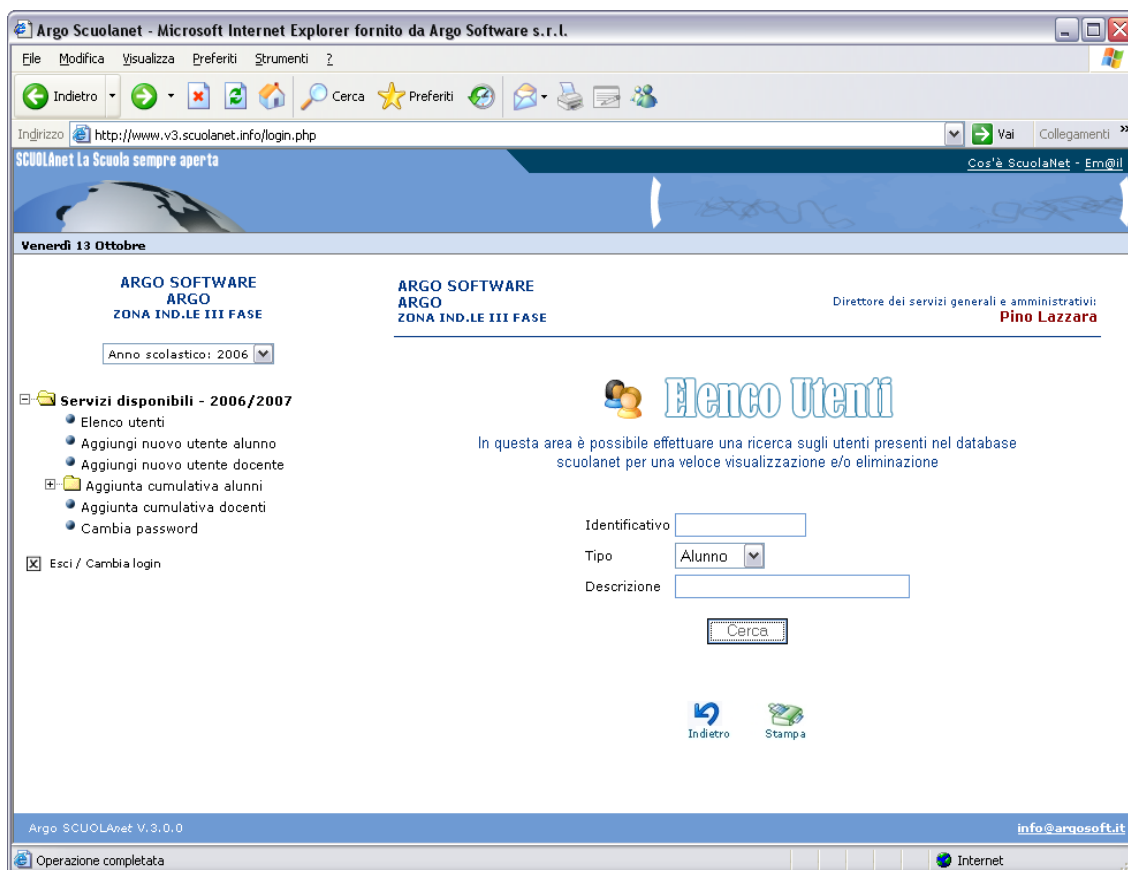 Argo Scuolanet - Microsoft Internet Explorer fornito da Argo Software s.r.l.
File Modifica Visualizza Preferiti Strumenti ?
Indietro Cerca Preferiti
Indirizzo http://www.v3.scuolanet.info/login.php Vai Collegamenti »
SCUOLAnet La Scuola sempre aperta
Cos'è ScuolaNet - Em@il
Venerdì 13 Ottobre
ARGO SOFTWARE
ARGO
ZONA IND.LE III FASE
Anno scolastico: 2006
Servizi disponibili - 2006/2007
Elenco utenti
Aggiungi nuovo utente alunno
Aggiungi nuovo utente docente
Aggiunta cumulativa alunni
Aggiunta cumulativa docenti
Cambia password
Esci / Cambia login
ARGO SOFTWARE
ARGO
ZONA IND.LE III FASE
Direttore dei servizi generali e amministrativi:
Pino Lazzara
Elenco Utenti
In questa area è possibile effettuare una ricerca sugli utenti presenti nel database
scuolanet per una veloce visualizzazione e/o eliminazione
Identificativo
Tipo Alunno
Descrizione
Cerca
Indietro Stampa
Argo SCUOLAnet V.3.0.0
info@argosoft.it
Operazione completata
Internet